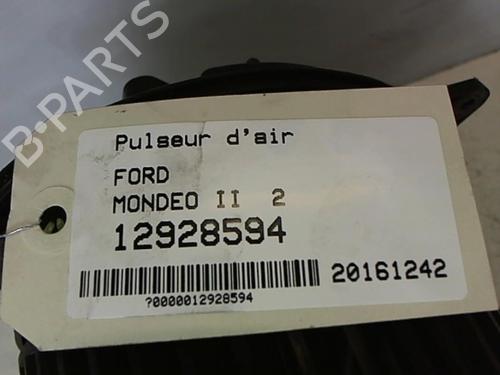 B-PARTS
Pulseur d'air
FORD
MONDEO II 2
12928594
20161242
?0000012928594